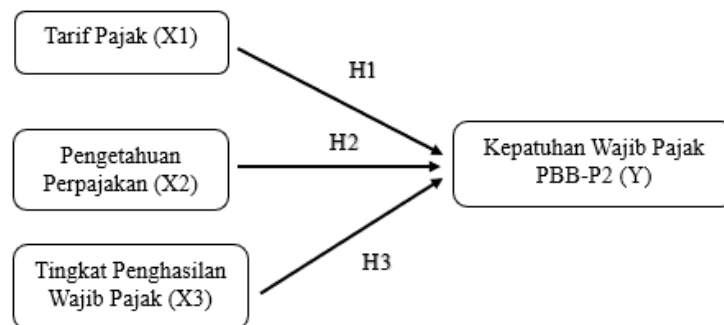 Tarif Pajak (X1)
H1
Pengetahuan
Perpajakan (X2)
H2
Kepatuhan Wajib Pajak
PBB-P2 (Y)
Tingkat Penghasilan
Wajib Pajak (X3)
H3